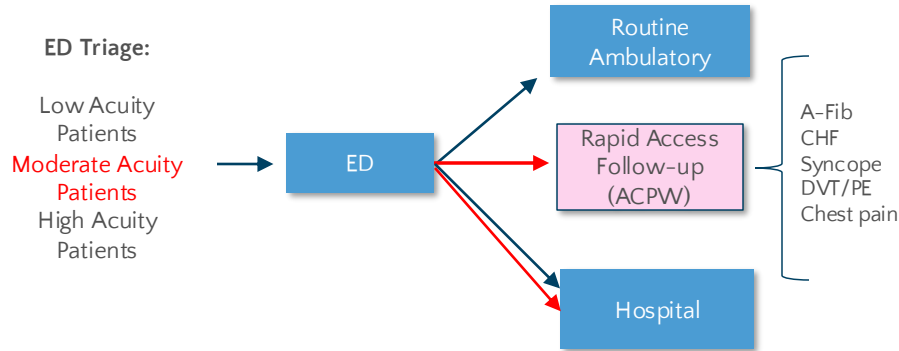 ED Triage:
Low Acuity
Patients
Moderate Acuity
Patients
High Acuity
Patients
ED
Routine
Ambulatory
Rapid Access
Follow-up
(ACPW)
Hospital
A-Fib
CHF
Syncope
DVT/PE
Chest pain